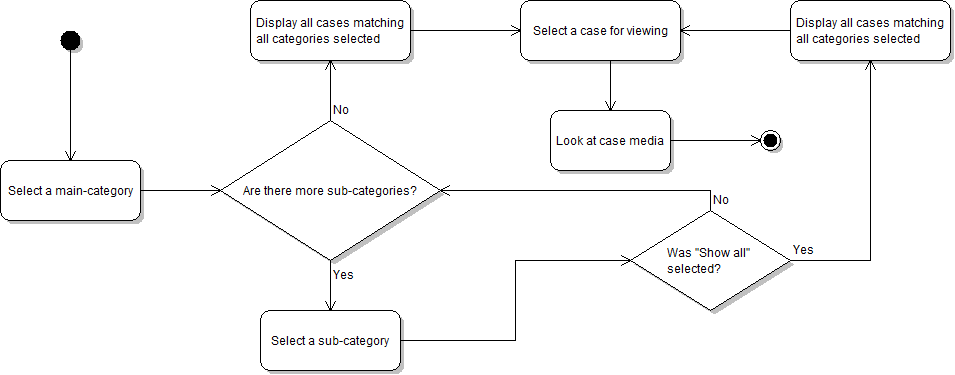 Display all cases matching
all categories selected
Select a case for viewing
Display all cases matching
all categories selected
No
Look at case media
Select a main-category
Are there more sub-categories?
No
Was "Show all"
selected?
Yes
Yes
Select a sub-category